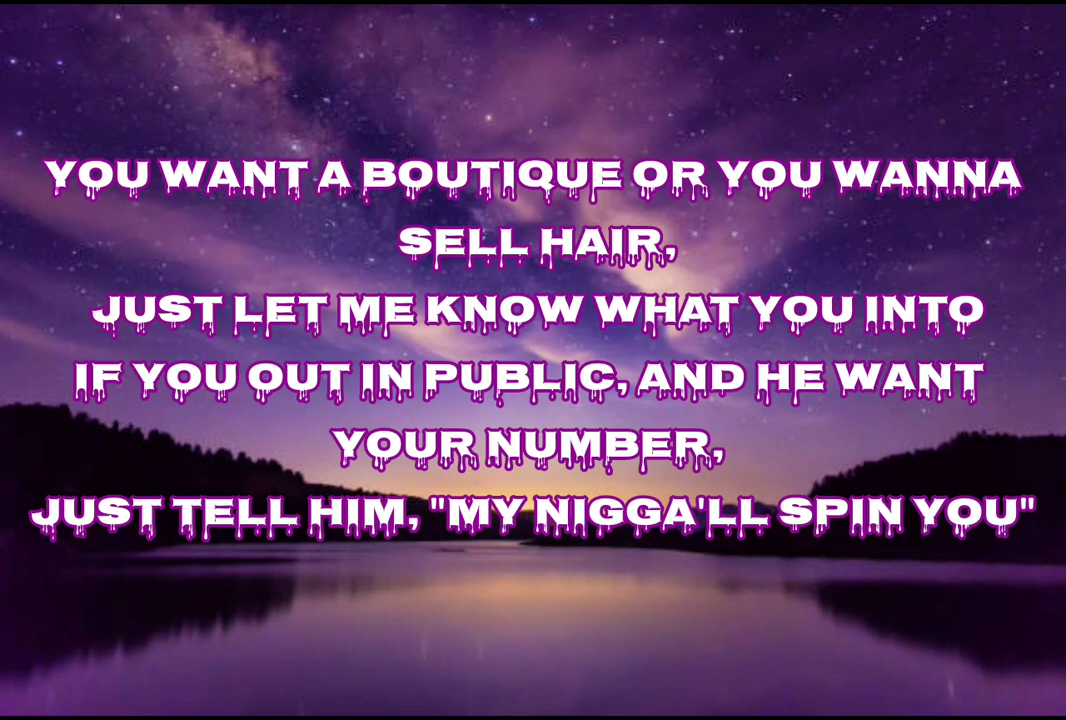 YOU WANT A BOUTIQUE OR YOU WANNA
SELL HAIR,
JUST LET ME KNOW WHAT YOU INTO
IF YOU OUT IN PUBLIC, AND HE WANT
YOUR NUMBER,
JUST TELL HIM, "MY NIGGA'LL SPIN YOU"